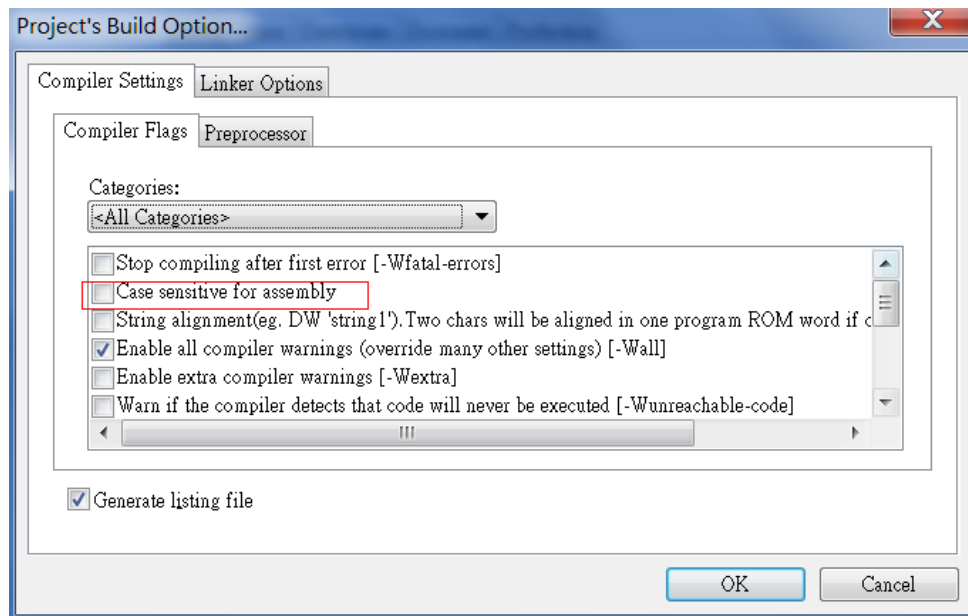 Project's Build Option...
Compiler Settings
Linker Options
Compiler Flags
Preprocessor
Categories:
<All Categories>
Stop compiling after first error [-Wfatal-errors]
Case sensitive for assembly
String alignment(eg. DW 'string1'). Two chars will be aligned in one program ROM word if
Enable all compiler warnings (override many other settings) [-Wall]
Enable extra compiler warnings [-Wextra]
Warn if the compiler detects that code will never be executed [-Wunreachable-code]
Generate listing file
OK
Cancel